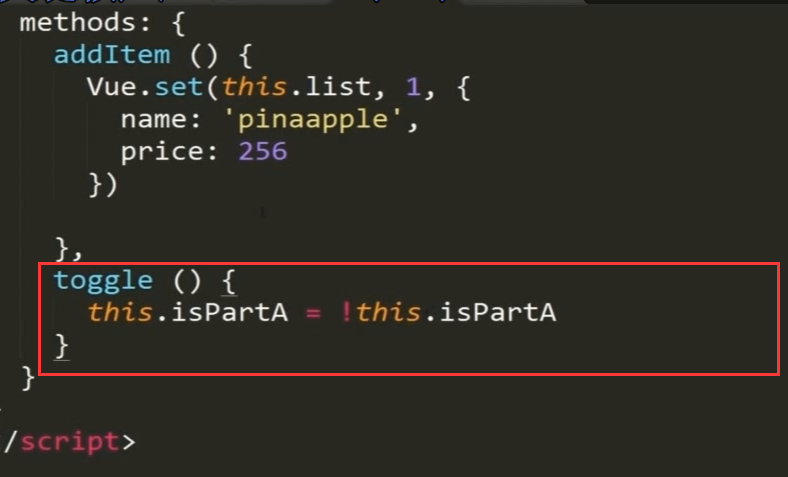 methods: {
addItem () {
Vue.set(this.list, 1, {
name: 'pinaapple',
price: 256
})
},
toggle () {
this.isPartA = !this.isPartA
}
}
/script>